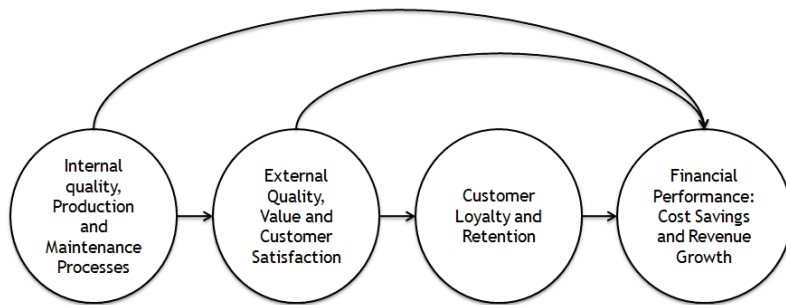 Internal
quality,
Production
and
Maintenance
Processes
External
Quality,
Value and
Customer
Satisfaction
Customer
Loyalty and
Retention
Financial
Performance:
Cost Savings
and Revenue
Growth